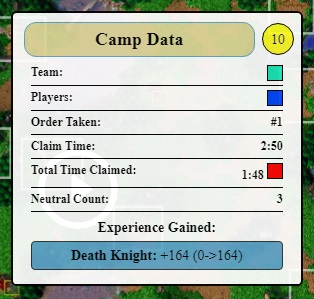 Camp Data
10
Team:
Players:
Order Taken: #1
Claim Time: 2:50
Total Time Claimed: 1:48
Neutral Count: 3
Experience Gained:
Death Knight: +164 (0->164)